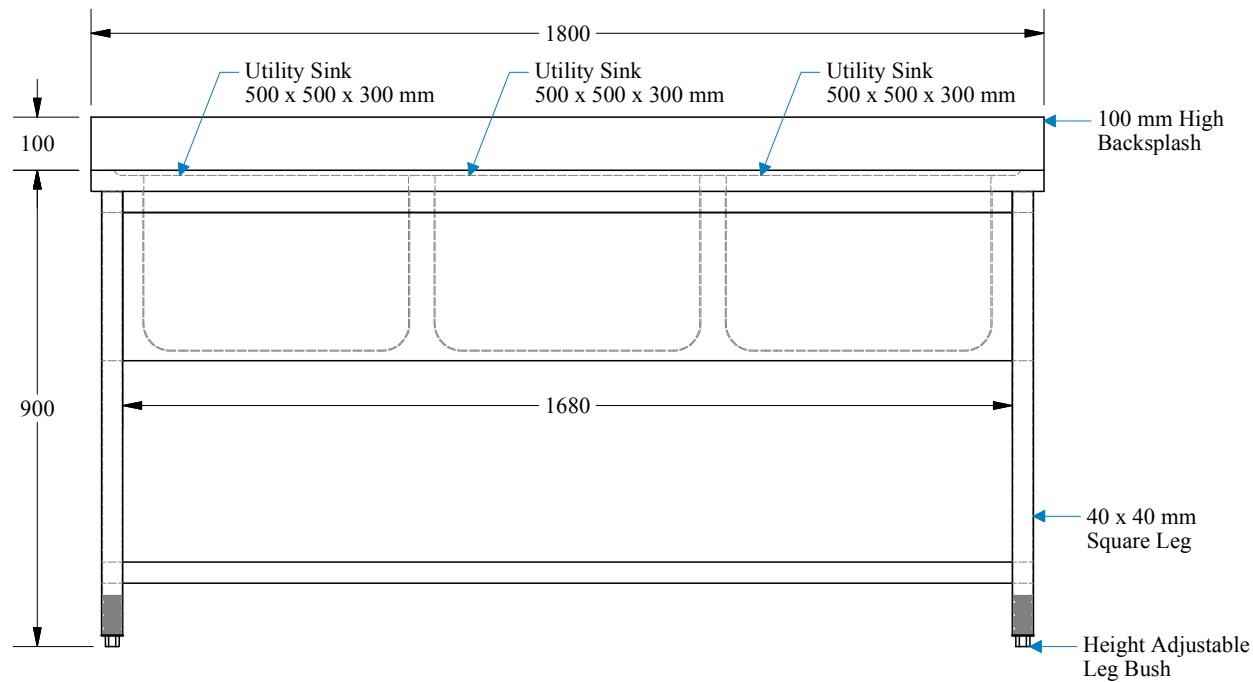 1800
Utility Sink
500 x 500 x 300 mm
Utility Sink
500 x 500 x 300 mm
Utility Sink
500 x 500 x 300 mm
100 mm High
Backsplash
100
900
1680
40 x 40 mm
Square Leg
Height Adjustable
Leg Bush